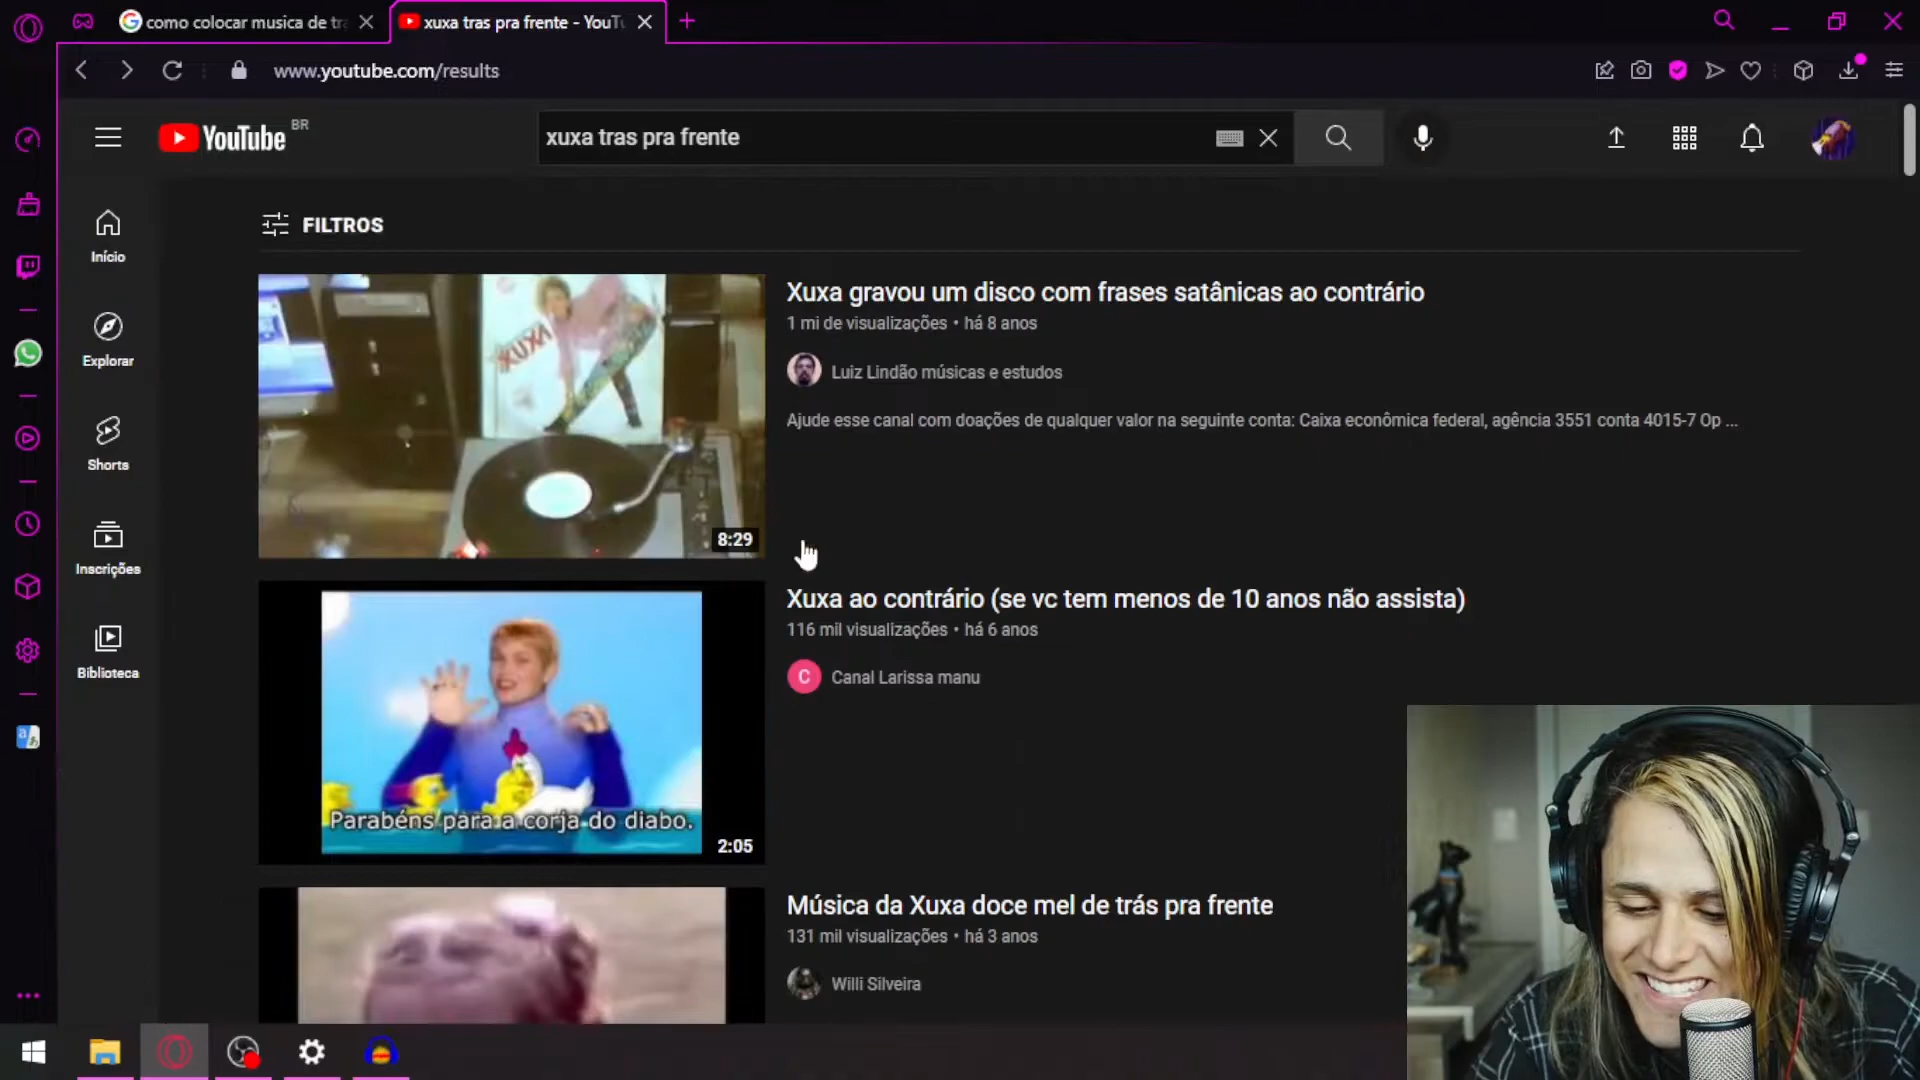 como colocar musica de tr
xuxa tras pra frente - YouTu
www.youtube.com/results
YouTube BR
xuxa tras pra frente
FILTROS
Início
Explorar
Shorts
Inscrições
Biblioteca
XUXA
8:29
Xuxa gravou um disco com frases satânicas ao contrário
1 mi de visualizações • há 8 anos
Luiz Lindão músicas e estudos
Ajude esse canal com doações de qualquer valor na seguinte conta: Caixa econômica federal, agência 3551 conta 4015-7 Op ...
Parabéns para a corja do diabo.
2:05
Xuxa ao contrário (se vc tem menos de 10 anos não assista)
116 mil visualizações • há 6 anos
C
Canal Larissa manu
Música da Xuxa doce mel de trás pra frente
131 mil visualizações • há 3 anos
Willi Silveira